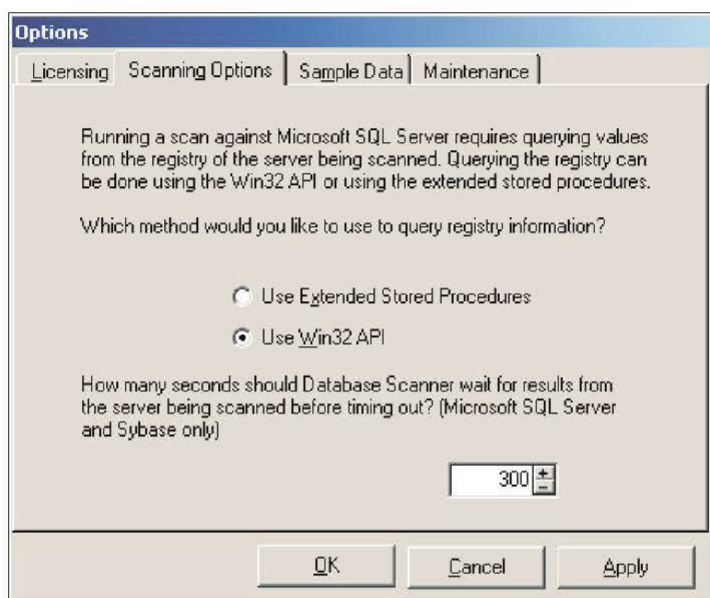 Options
Licensing Scanning Options Sample Data Maintenance
Running a scan against Microsoft SQL Server requires querying values
from the registry of the server being scanned. Querying the registry can
be done using the Win32 API or using the extended stored procedures.
Which method would you like to use to query registry information?
Use Extended Stored Procedures
Use Win32 API
How many seconds should Database Scanner wait for results from
the server being scanned before timing out? (Microsoft SQL Server
and Sybase only)
300
OK Cancel Apply